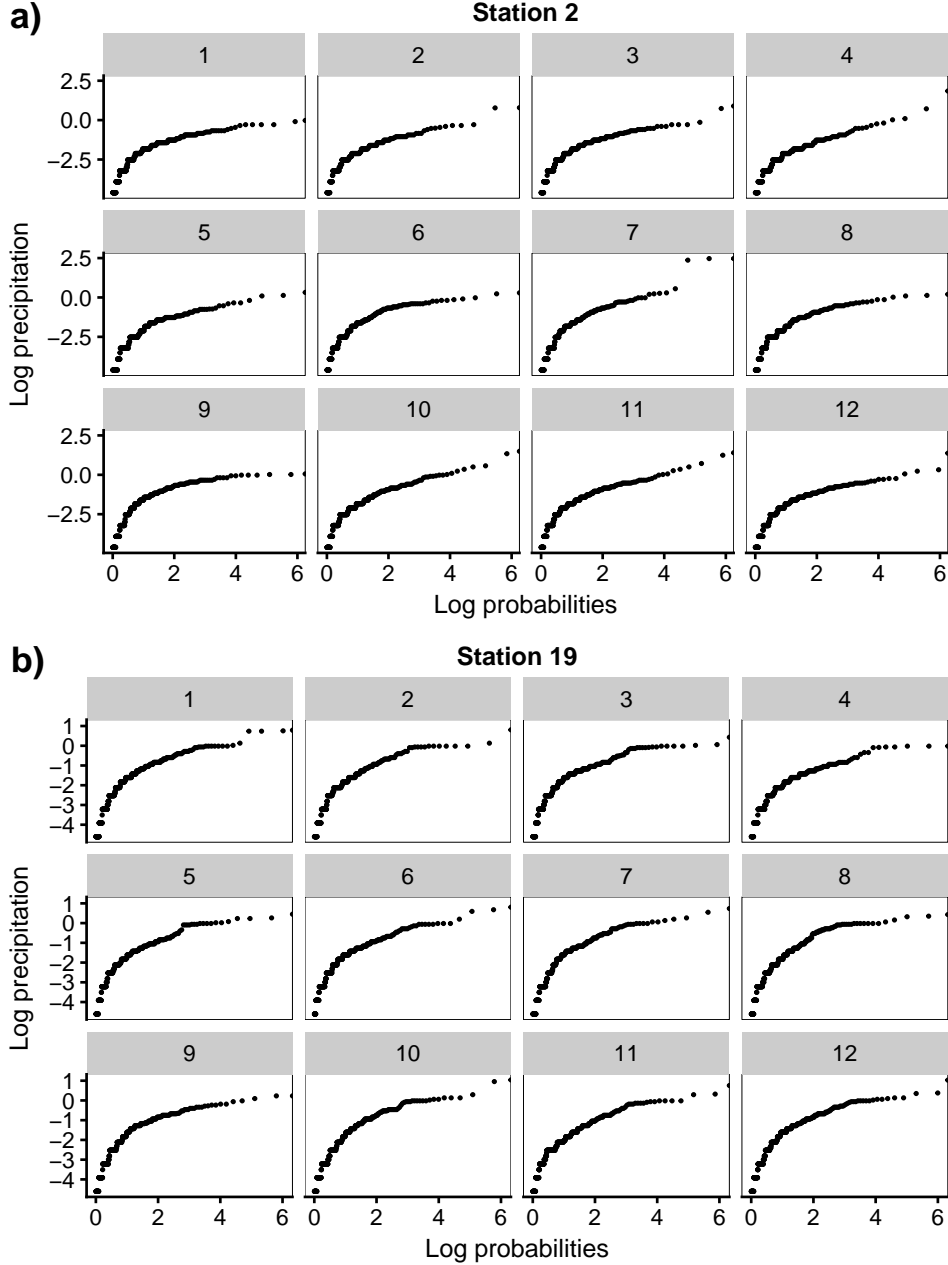 a)
Station 2
1 2 3 4
2.5
0.0
−2.5
5 6 7 8
2.5
0.0
−2.5
9 10 11 12
2.5
0.0
−2.5
0 2 4 6 0 2 4 6 0 2 4 6 0 2 4 6
Log probabilities
Log precipitation
b)
Station 19
1 2 3 4
1
0
−1
−2
−3
−4
5 6 7 8
1
0
−1
−2
−3
−4
9 10 11 12
1
0
−1
−2
−3
−4
0 2 4 6 0 2 4 6 0 2 4 6 0 2 4 6
Log probabilities
Log precipitation